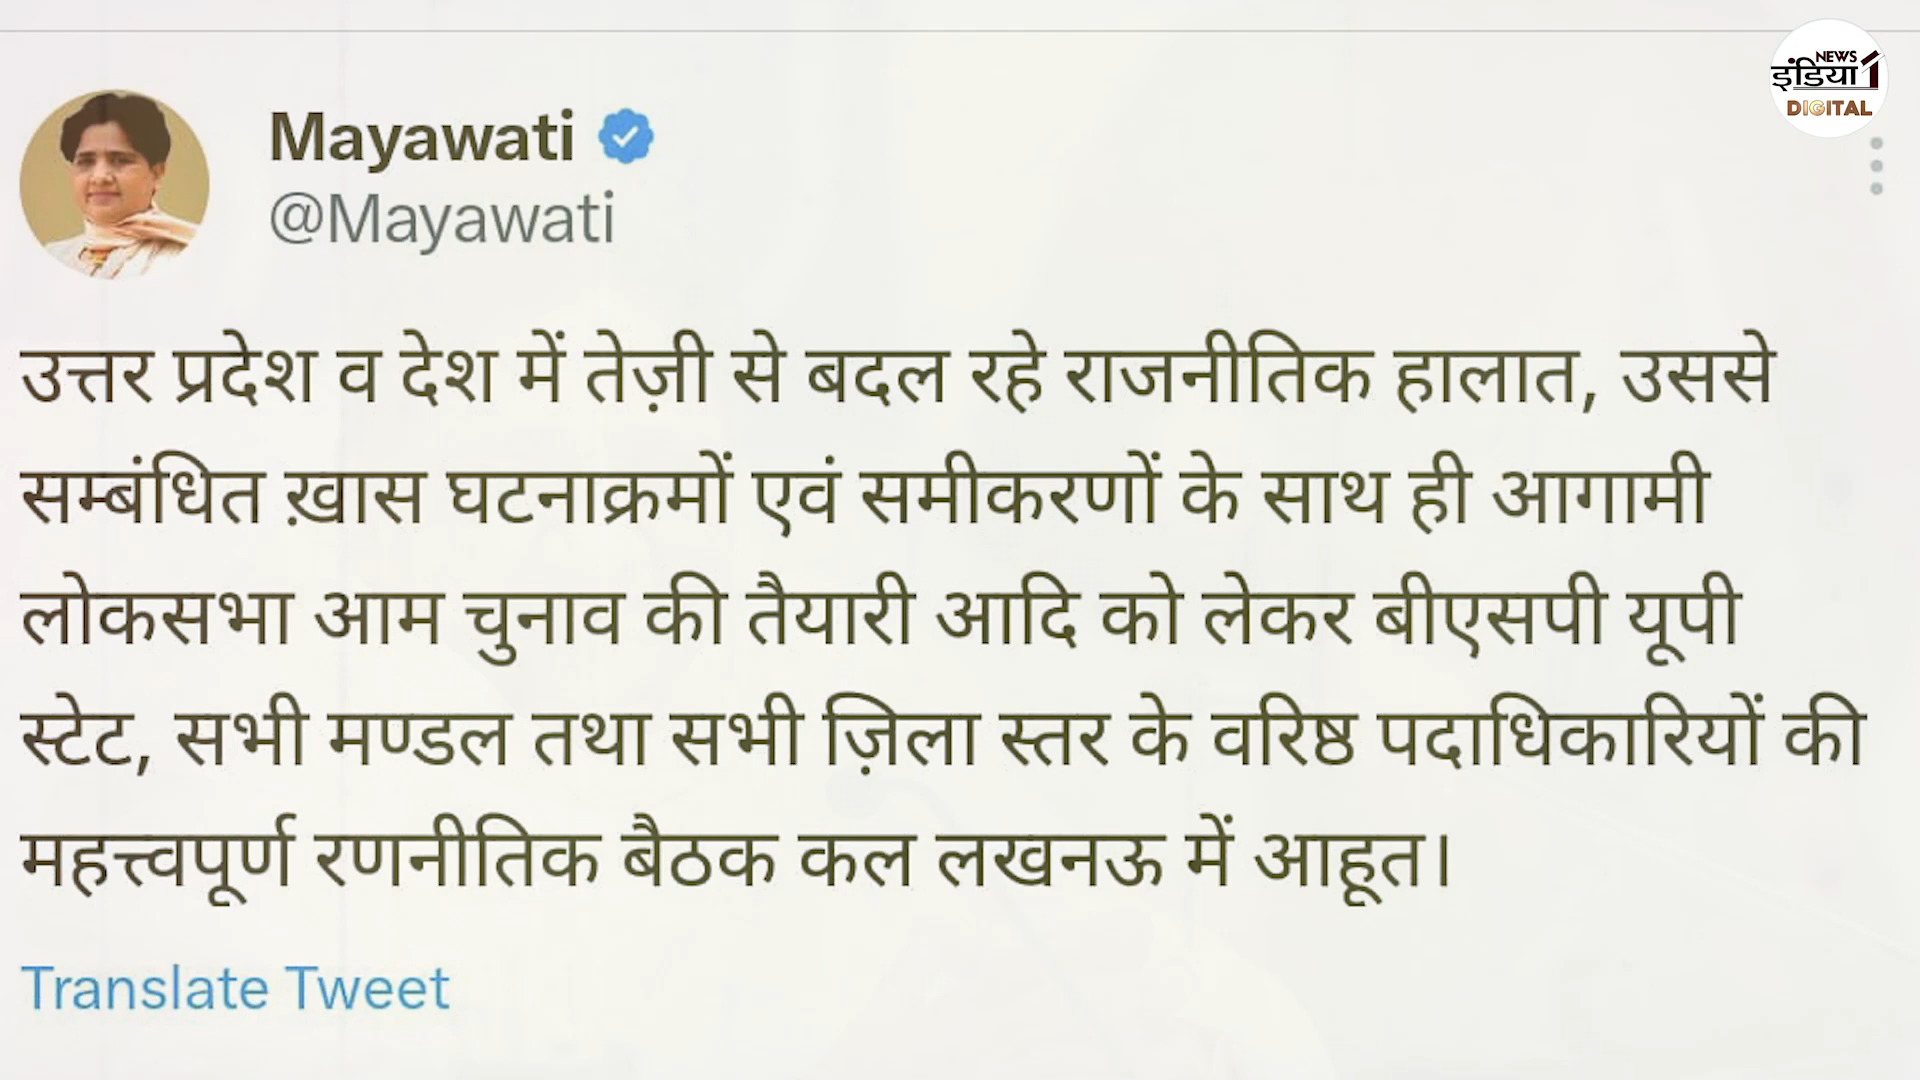 NEWS
इंडिया 1
DIGITAL
Mayawati
@Mayawati
उत्तर प्रदेश व देश में तेज़ी से बदल रहे राजनीतिक हालात, उससे
सम्बंधित ख़ास घटनाक्रमों एवं समीकरणों के साथ ही आगामी
लोकसभा आम चुनाव की तैयारी आदि को लेकर बीएसपी यूपी
स्टेट, सभी मण्डल तथा सभी ज़िला स्तर के वरिष्ठ पदाधिकारियों की
महत्त्वपूर्ण रणनीतिक बैठक कल लखनऊ में आहूत।
Translate Tweet